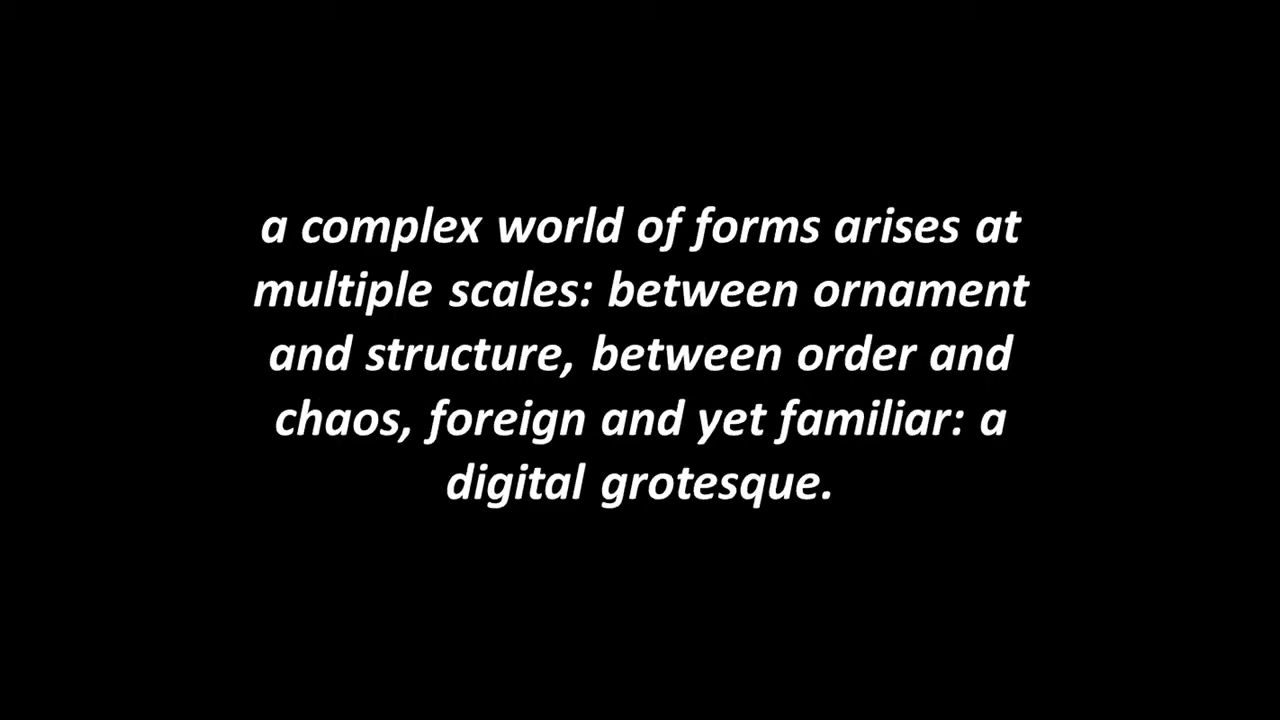 a complex world of forms arises at
multiple scales: between ornament
and structure, between order and
chaos, foreign and yet familiar: a
digital grotesque.